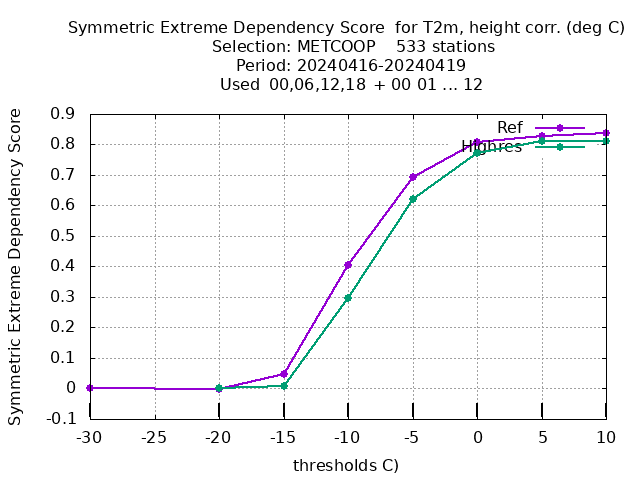 Symmetric Extreme Dependency Score  for T2m, height corr. (deg C)
Selection: METCOOP    533 stations
Period: 20240416-20240419
Used  00,06,12,18  + 00 01 ... 12
Symmetric Extreme Dependency Score
0.9
0.8
0.7
0.6
0.5
0.4
0.3
0.2
0.1
0
-0.1
Ref
Highres
-30 -25 -20 -15 -10 -5 0 5 10
thresholds C)